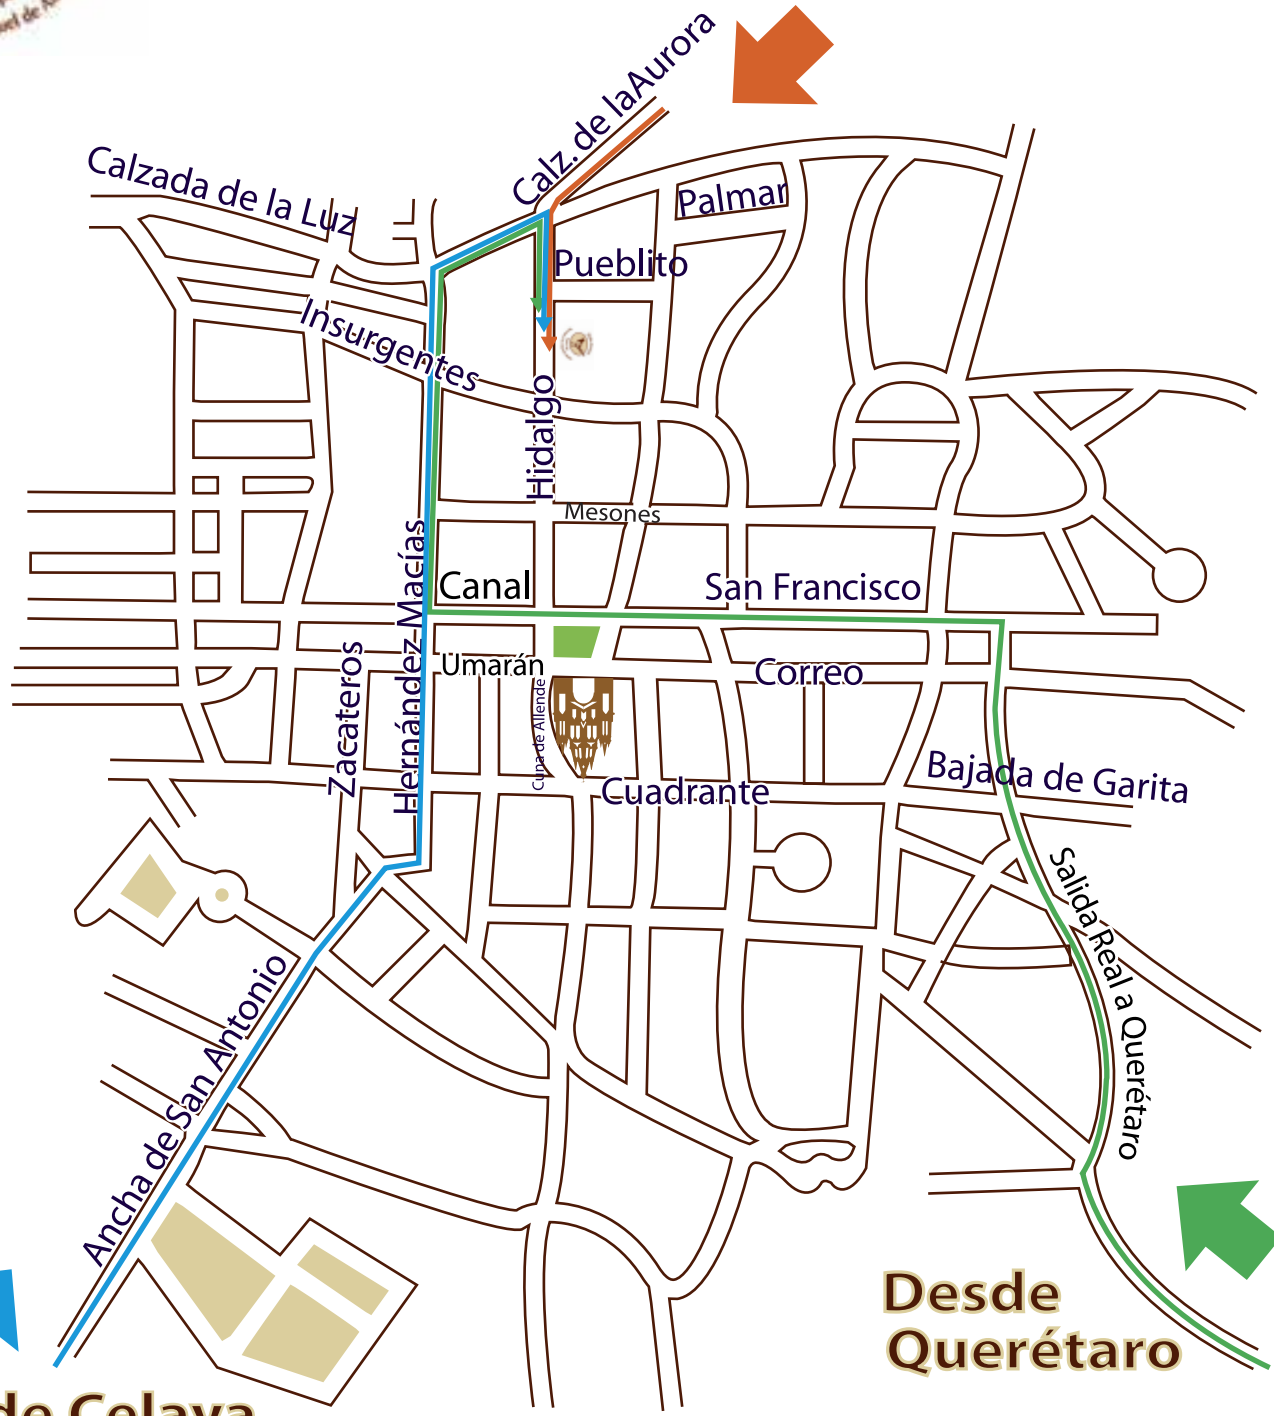 Calz. de laAurora
Calzada de la Luz
Palmar
Pueblito
Insurgentes
Hidalgo
Mesones
Canal
San Francisco
Hernández Macías
Zacateros
Umarán
Correo
Cuna de Allende
Cuadrante
Bajada de Garita
Salida Real a Querétaro
Ancha de San Antonio
Desde
Querétaro
de Celaya